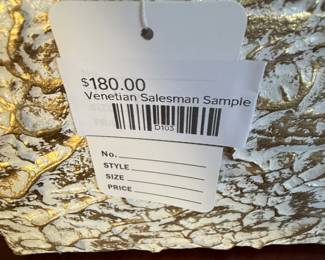 $180.00
Venetian Salesman Sample
D103
No.
STYLE
SIZE
PRICE